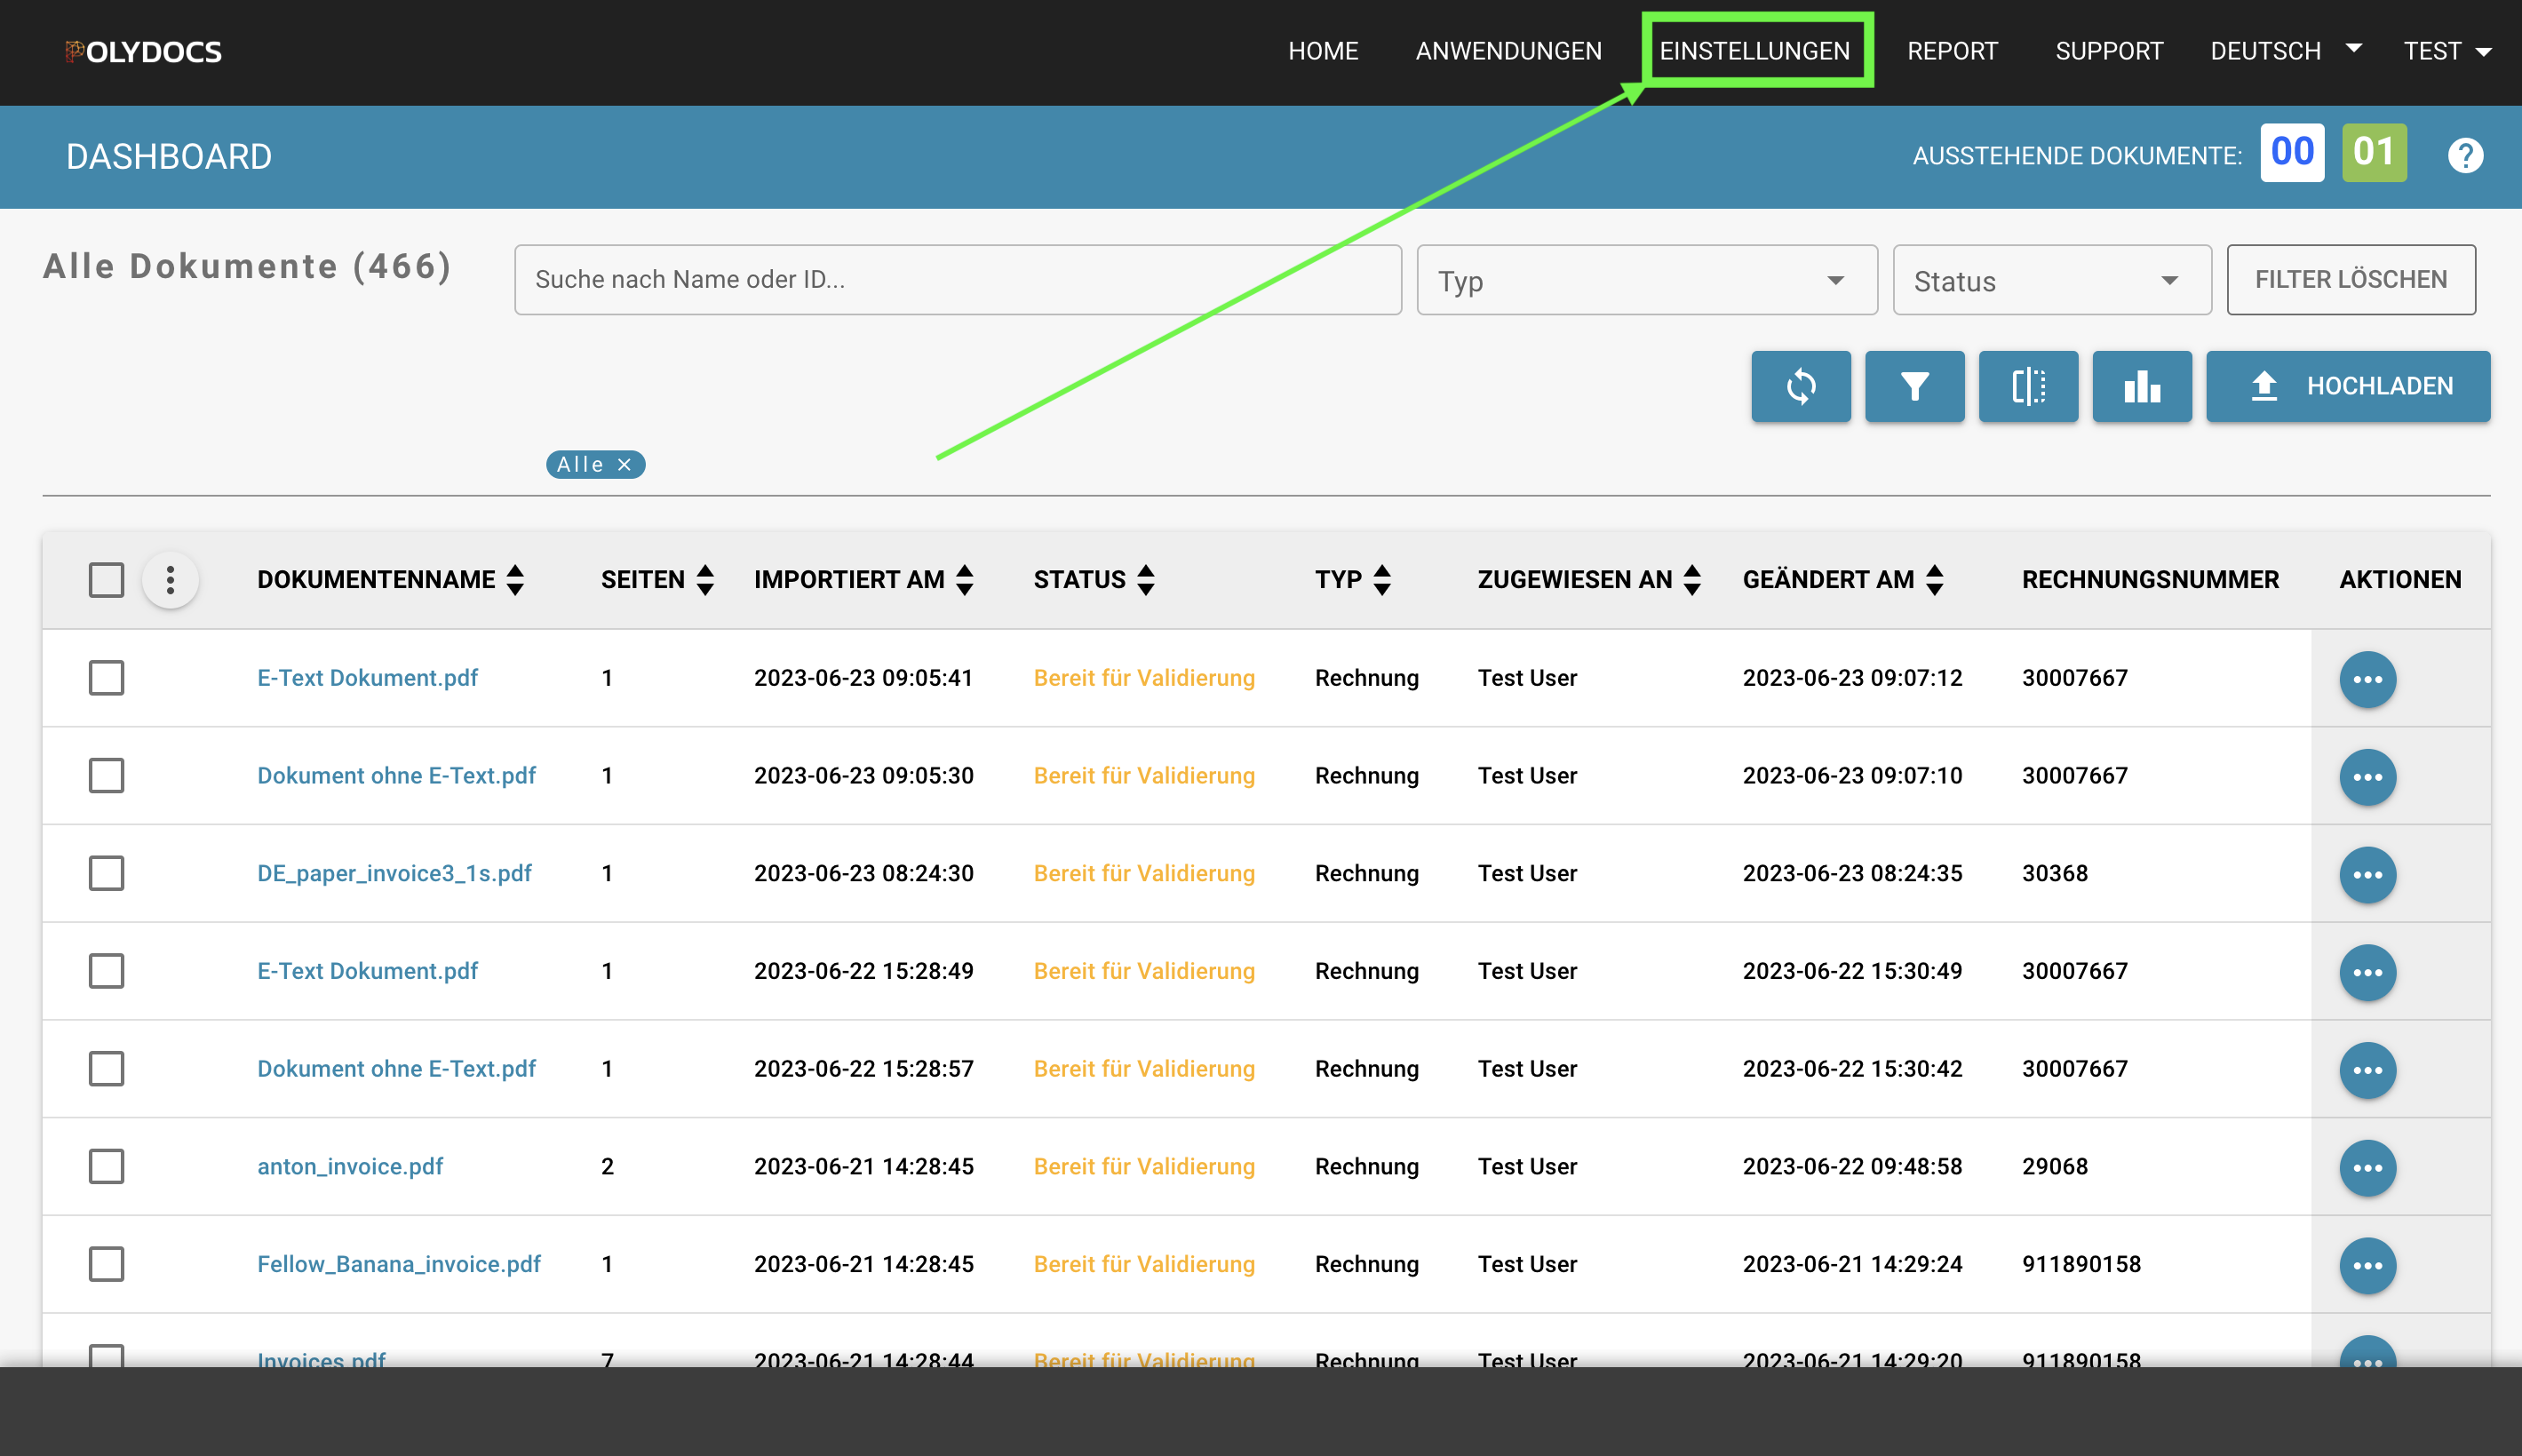 POLYDOCS HOME ANWENDUNGEN EINSTELLUNGEN REPORT SUPPORT DEUTSCH TEST
DASHBOARD AUSSTEHENDE DOKUMENTE: 00 01 ?
Alle Dokumente (466) Suche nach Name oder ID... Typ Status FILTER LÖSCHEN
HOCHLADEN
Alle ×
DOKUMENTENNAME SEITEN IMPORTIERT AM STATUS TYP ZUGEWIESEN AN GEÄNDERT AM RECHNUNGSNUMMER AKTIONEN
E-Text Dokument.pdf 1 2023-06-23 09:05:41 Bereit für Validierung Rechnung Test User 2023-06-23 09:07:12 30007667
Dokument ohne E-Text.pdf 1 2023-06-23 09:05:30 Bereit für Validierung Rechnung Test User 2023-06-23 09:07:10 30007667
DE_paper_invoice3_1s.pdf 1 2023-06-23 08:24:30 Bereit für Validierung Rechnung Test User 2023-06-23 08:24:35 30368
E-Text Dokument.pdf 1 2023-06-22 15:28:49 Bereit für Validierung Rechnung Test User 2023-06-22 15:30:49 30007667
Dokument ohne E-Text.pdf 1 2023-06-22 15:28:57 Bereit für Validierung Rechnung Test User 2023-06-22 15:30:42 30007667
anton_invoice.pdf 2 2023-06-21 14:28:45 Bereit für Validierung Rechnung Test User 2023-06-22 09:48:58 29068
Fellow_Banana_invoice.pdf 1 2023-06-21 14:28:45 Bereit für Validierung Rechnung Test User 2023-06-21 14:29:24 911890158
Invoices.pdf 7 2023-06-21 14:28:44 Bereit für Validierung Rechnung Test User 2023-06-21 14:29:20 911890158